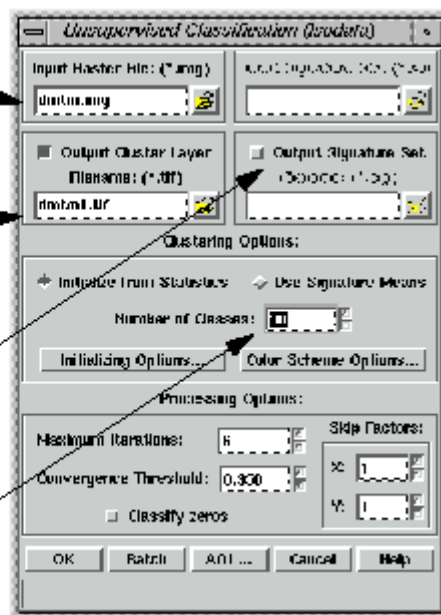 Unsupervised Classification (Isodata)
Input Raster File: (*.img)
Output Cluster Layer
Output Signature Set
Filename: (*.tif)
Clustering Options:
Initialize from Statistics
Use Signature Means
Number of Classes:
Initializing Options...
Color Scheme Options...
Processing Options:
Maximum Iterations: 6
Skip Factors:
Convergence Threshold: 0.950
X: 1
Classify zeros
Y: 1
OK
Batch
AOI ...
Cancel
Help